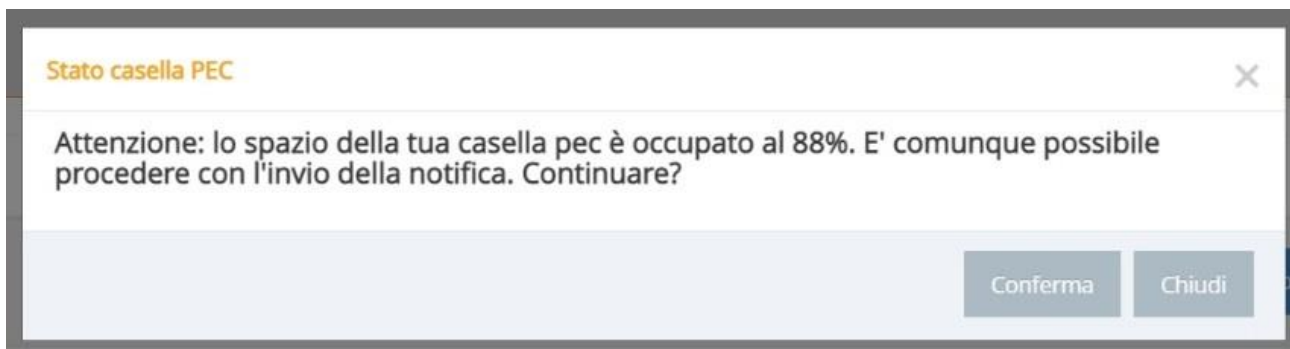 Stato casella PEC
Attenzione: lo spazio della tua casella pec è occupato al 88%. E' comunque possibile
procedere con l'invio della notifica. Continuare?
Conferma Chiudi